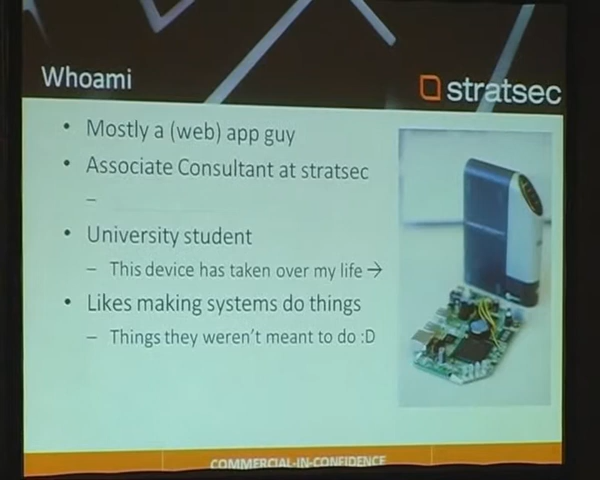 Whoami
stratsec
• Mostly a (web) app guy
• Associate Consultant at stratsec
–
• University student
– This device has taken over my life →
• Likes making systems do things
– Things they weren't meant to do :D
COMMERCIAL-IN-CONFIDENCE